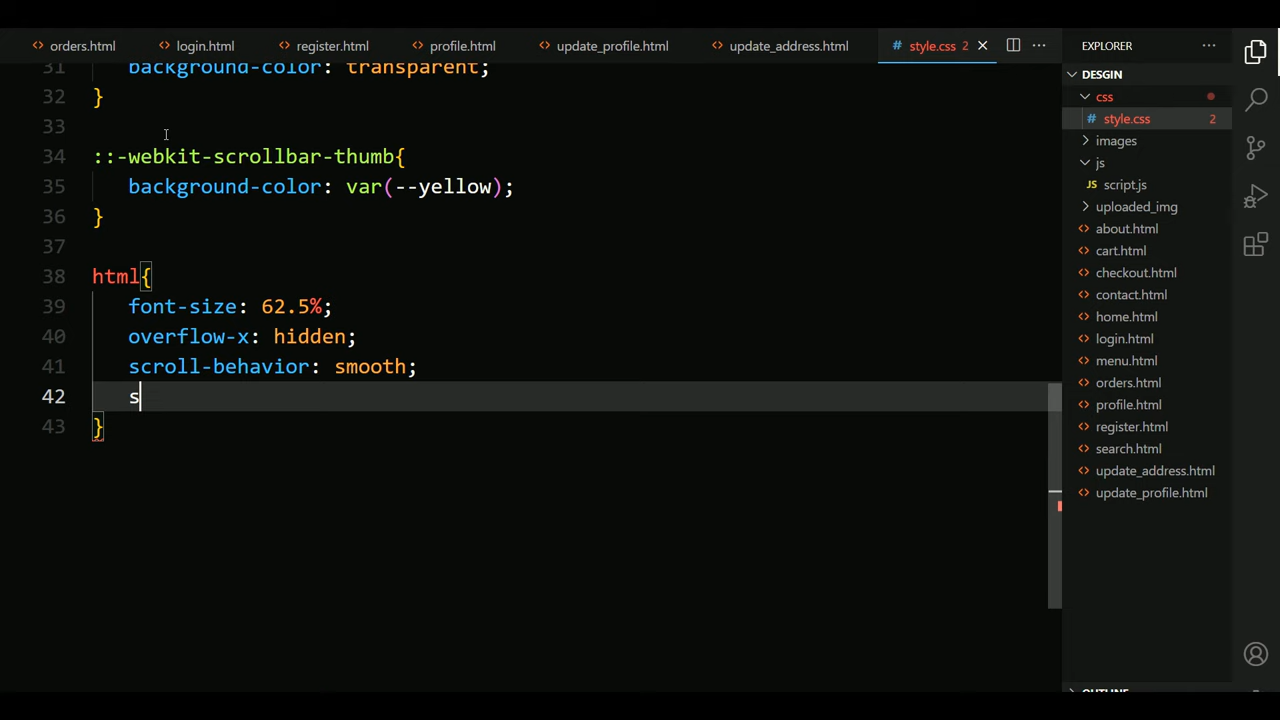 orders.html login.html register.html profile.html update_profile.html update_address.html style.css 2
31 background-color: transparent;
32 }
33
34 ::-webkit-scrollbar-thumb{
35 background-color: var(--yellow);
36 }
37
38 html{
39 font-size: 62.5%;
40 overflow-x: hidden;
41 scroll-behavior: smooth;
42 s
43 }
EXPLORER
DESGIN
css
# style.css 2
images
js
JS script.js
uploaded_img
about.html
cart.html
checkout.html
contact.html
home.html
login.html
menu.html
orders.html
profile.html
register.html
search.html
update_address.html
update_profile.html
OUTLINE